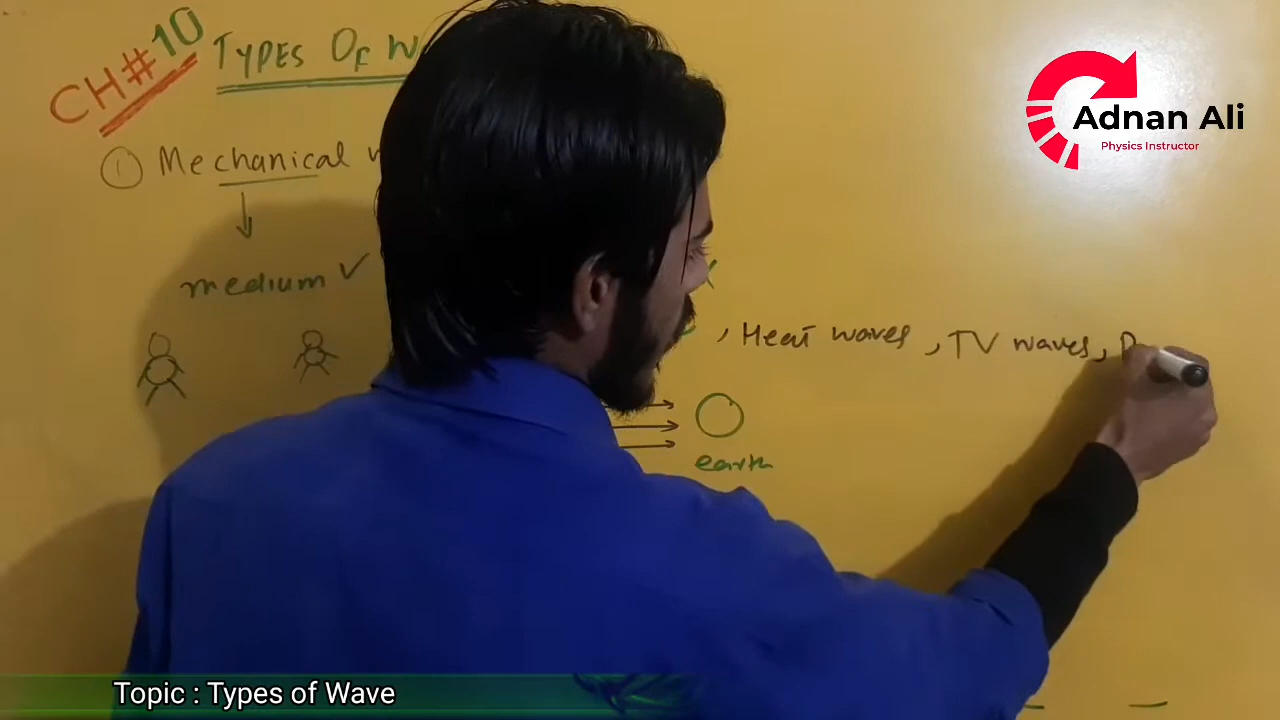 CH#10
TYPES OF W
① Mechanical
medium ✓
, Heat waves, TV waves,
earth
Adnan Ali
Physics Instructor
Topic : Types of Wave